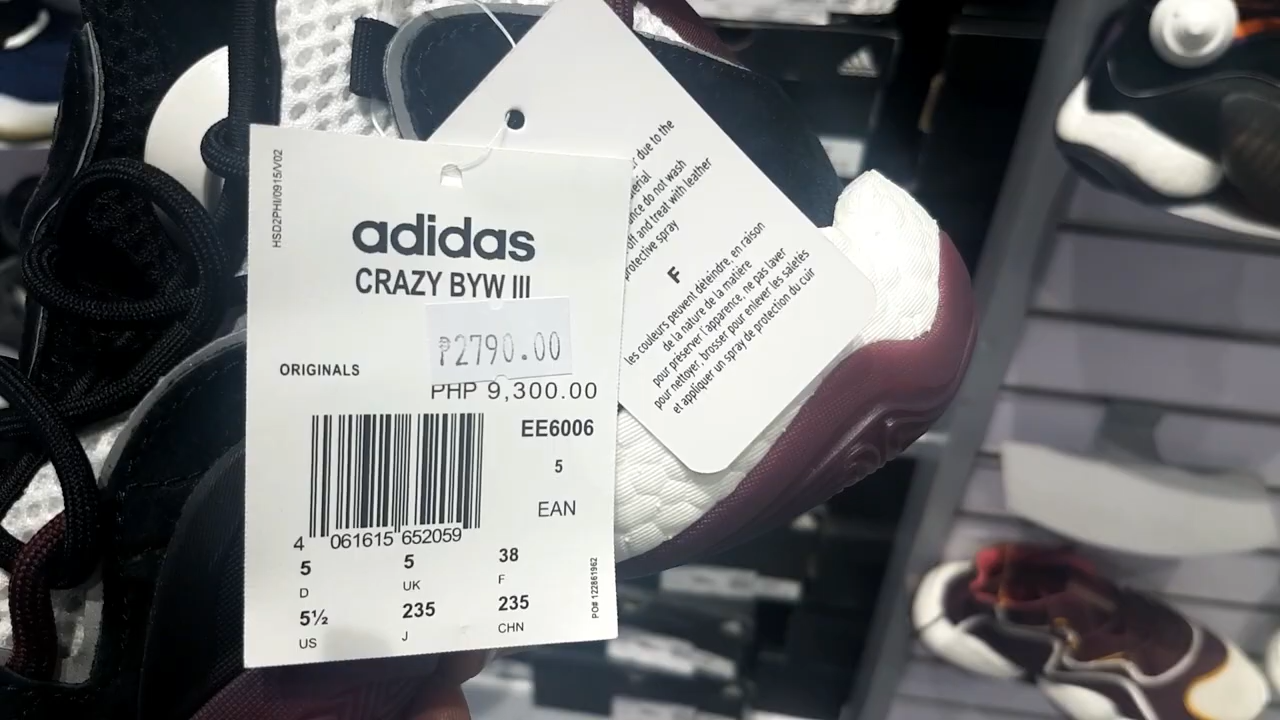 HSD2PHI/0915/V02
adidas
CRAZY BYW III
₱2790.00
ORIGINALS
PHP 9,300.00
EE6006
5
EAN
4 061615 652059
5 5 38
D UK F
5½ 235 235
US J CHN
PO# 122861962
due to the
do not wash
off and treat with leather
spray
F
les couleurs peuvent déteindre, en raison
de la nature de la matière
pour préserver l'apparence, ne pas laver
pour nettoyer, brosser pour enlever les saletés
et appliquer un spray de protection du cuir